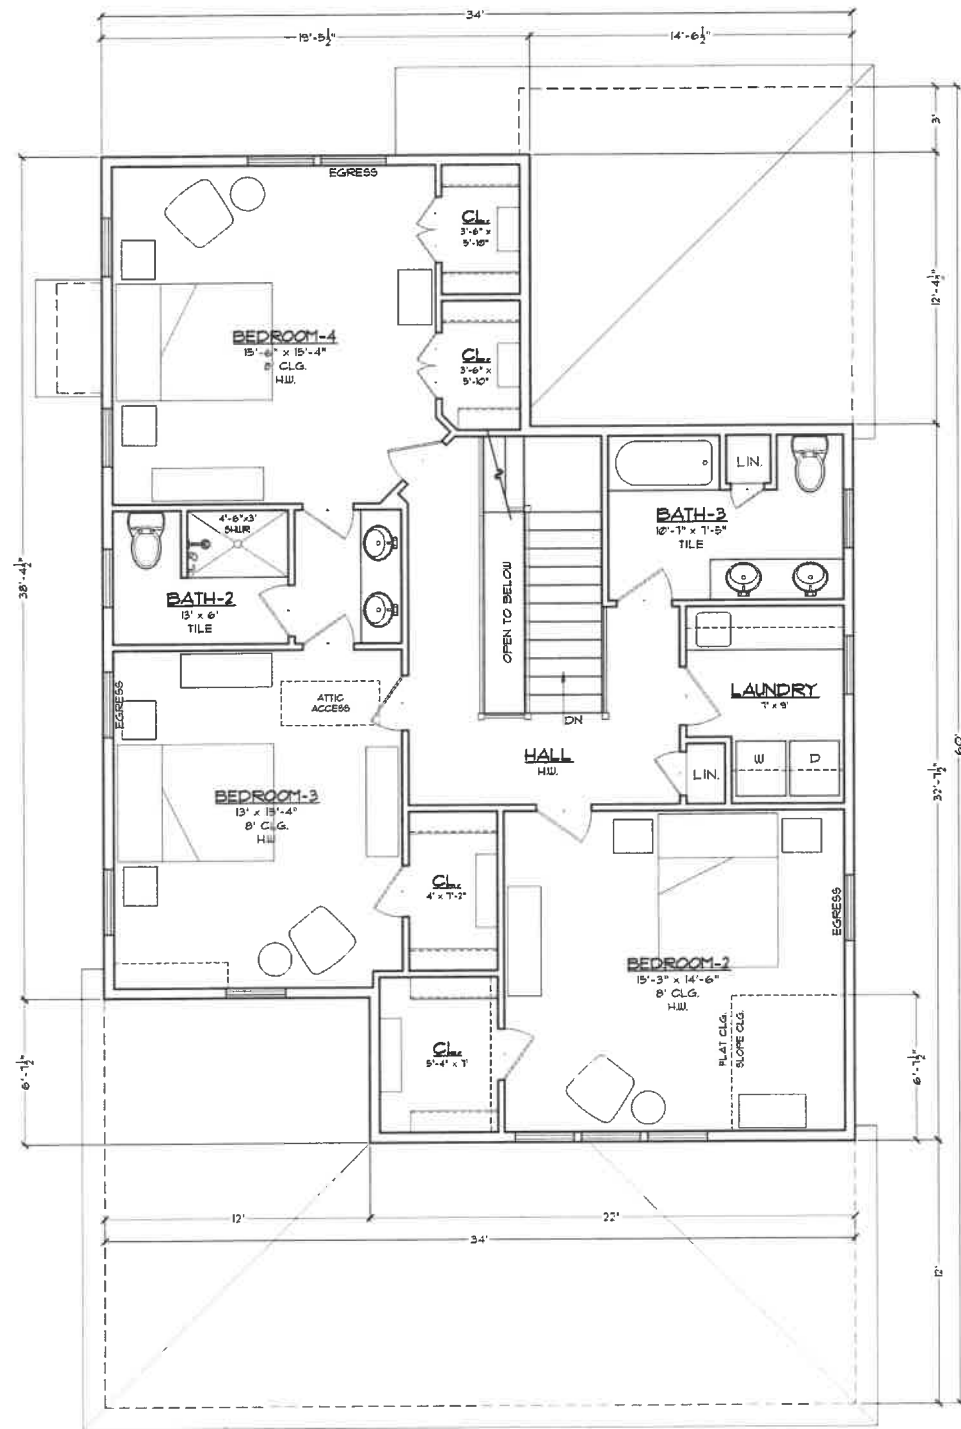 34'
19'-5½"
14'-6½"
3'
EGRESS
CL.
3'-6" x
5'-10"
12'-4½"
BEDROOM-4
15'-6" x 15'-4"
8' CLG.
H.W.
CL.
3'-6" x
5'-10"
LIN.
4'-6"x3'
SHWR
BATH-3
10'-7" x 7'-5"
TILE
38'-4½"
OPEN TO BELOW
BATH-2
13' x 6'
TILE
EGRESS
ATTIC
ACCESS
LAUNDRY
7' x 9'
DN
60'
HALL
H.W.
W
D
LIN.
32'-7½"
BEDROOM-3
13' x 15'-4"
8' CLG.
H.W.
CL.
4' x 7'-2"
EGRESS
BEDROOM-2
15'-3" x 14'-6"
8' CLG.
H.W.
FLAT CLG.
SLOPE CLG.
CL.
5'-4" x 7'
6'-7½"
6'-7½"
12'
22'
34'
12'